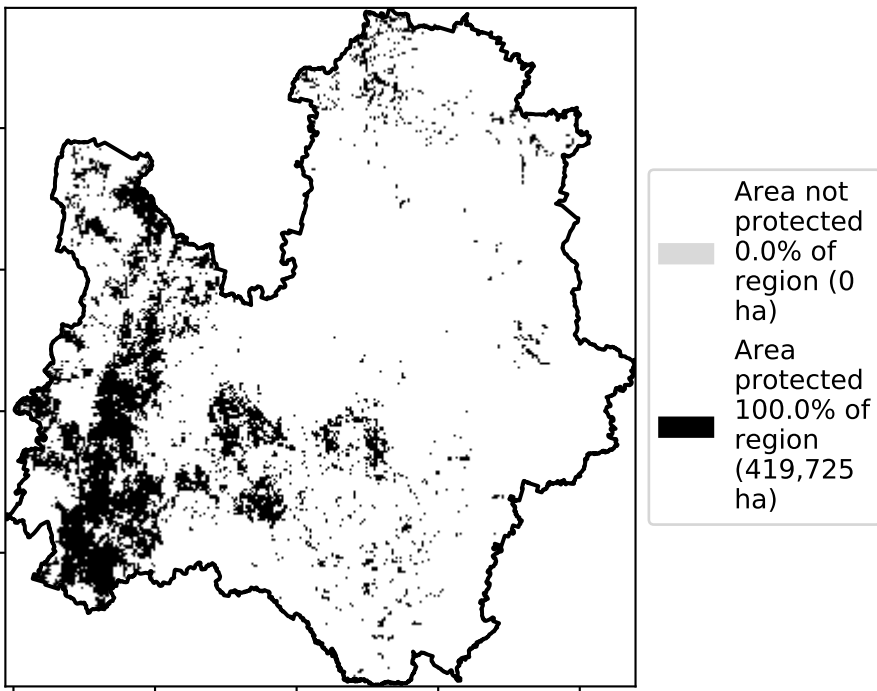 Area not
protected
0.0% of
region (0
ha)
Area
protected
100.0% of
region
(419,725
ha)